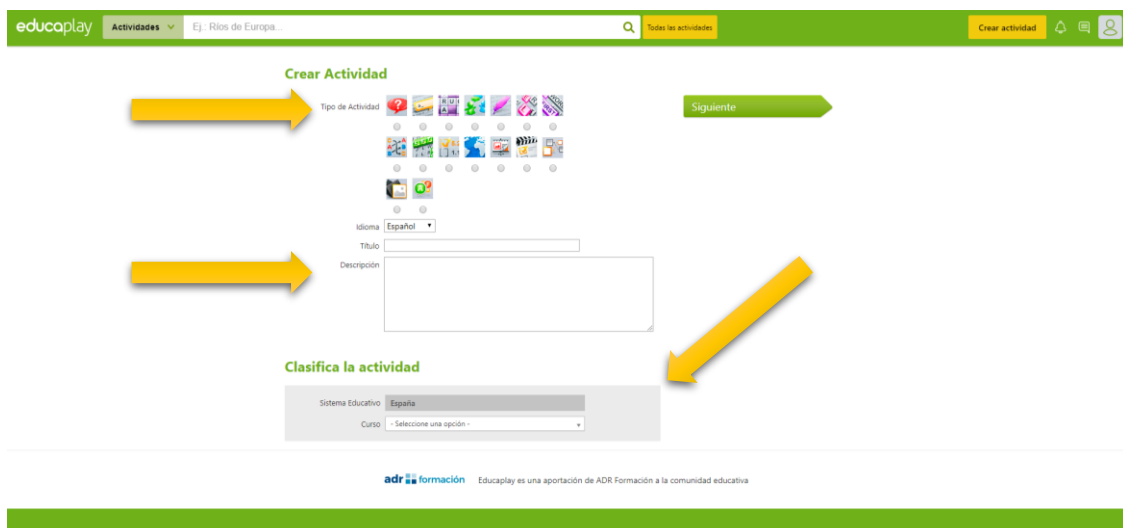 educaplay Actividades Ej.: Ríos de Europa... Todas las actividades Crear actividad
Crear Actividad
Tipo de Actividad
Siguiente
Idioma Español
Título
Descripción
Clasifica la actividad
Sistema Educativo España
Curso - Seleccione una opción -
adr formación Educaplay es una aportación de ADR Formación a la comunidad educativa